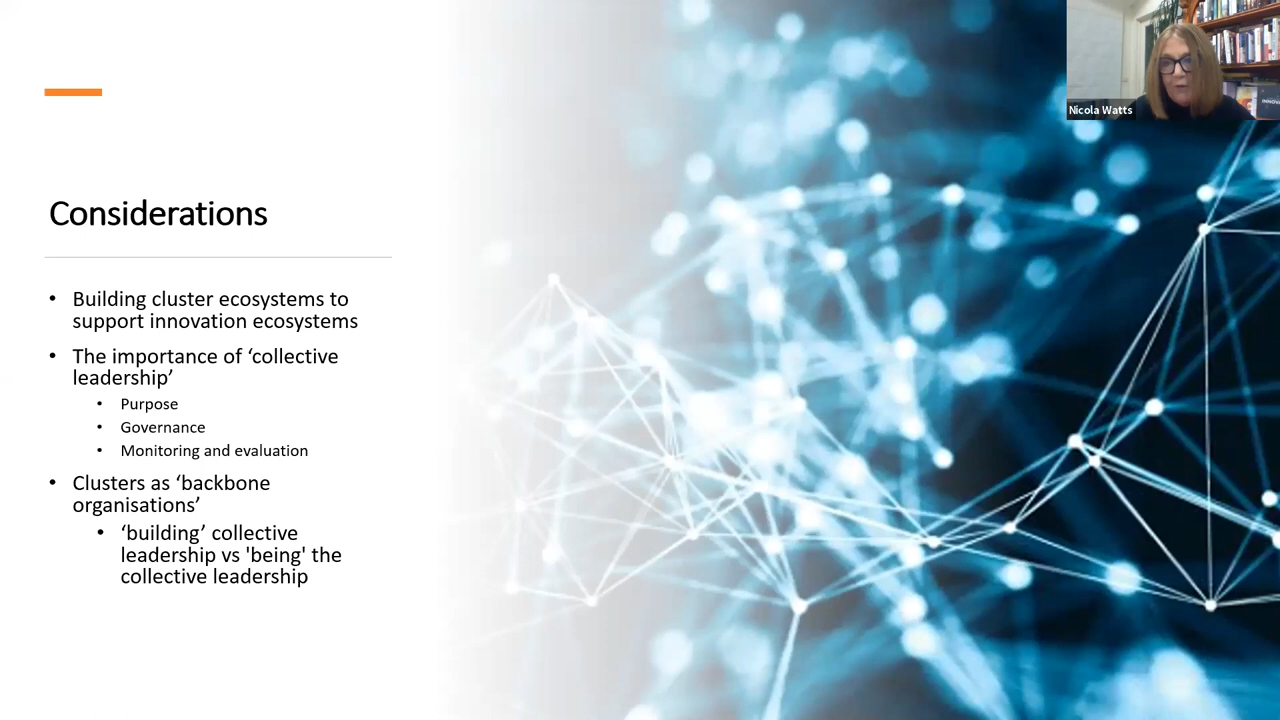 Nicola Watts
Considerations
• Building cluster ecosystems to
support innovation ecosystems
• The importance of ‘collective
leadership’
• Purpose
• Governance
• Monitoring and evaluation
• Clusters as ‘backbone
organisations’
• ‘building’ collective
leadership vs 'being' the
collective leadership